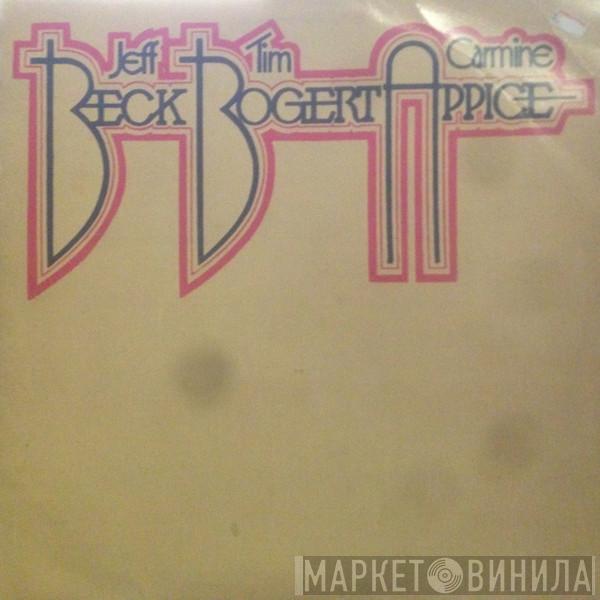 Jeff Tim Carmine
BECK BOGERT APPICE
МАРКЕТ ВИНИЛА